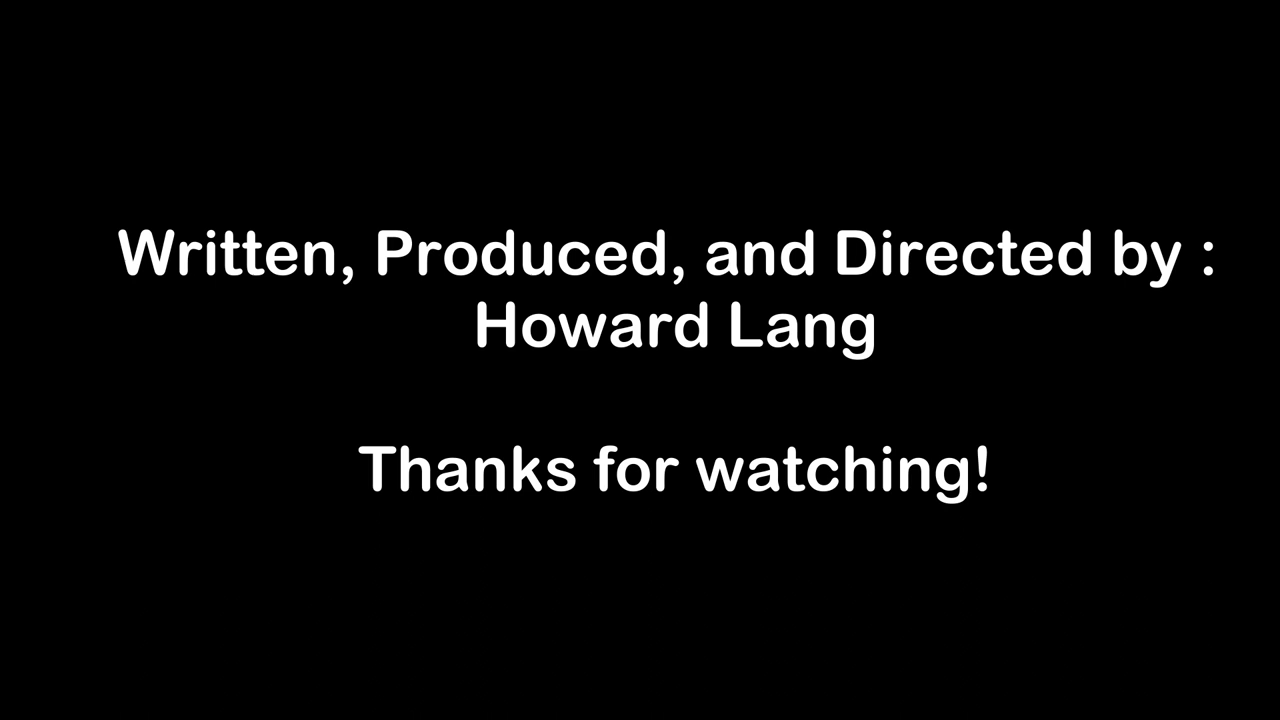 Written, Produced, and Directed by :
Howard Lang
Thanks for watching!